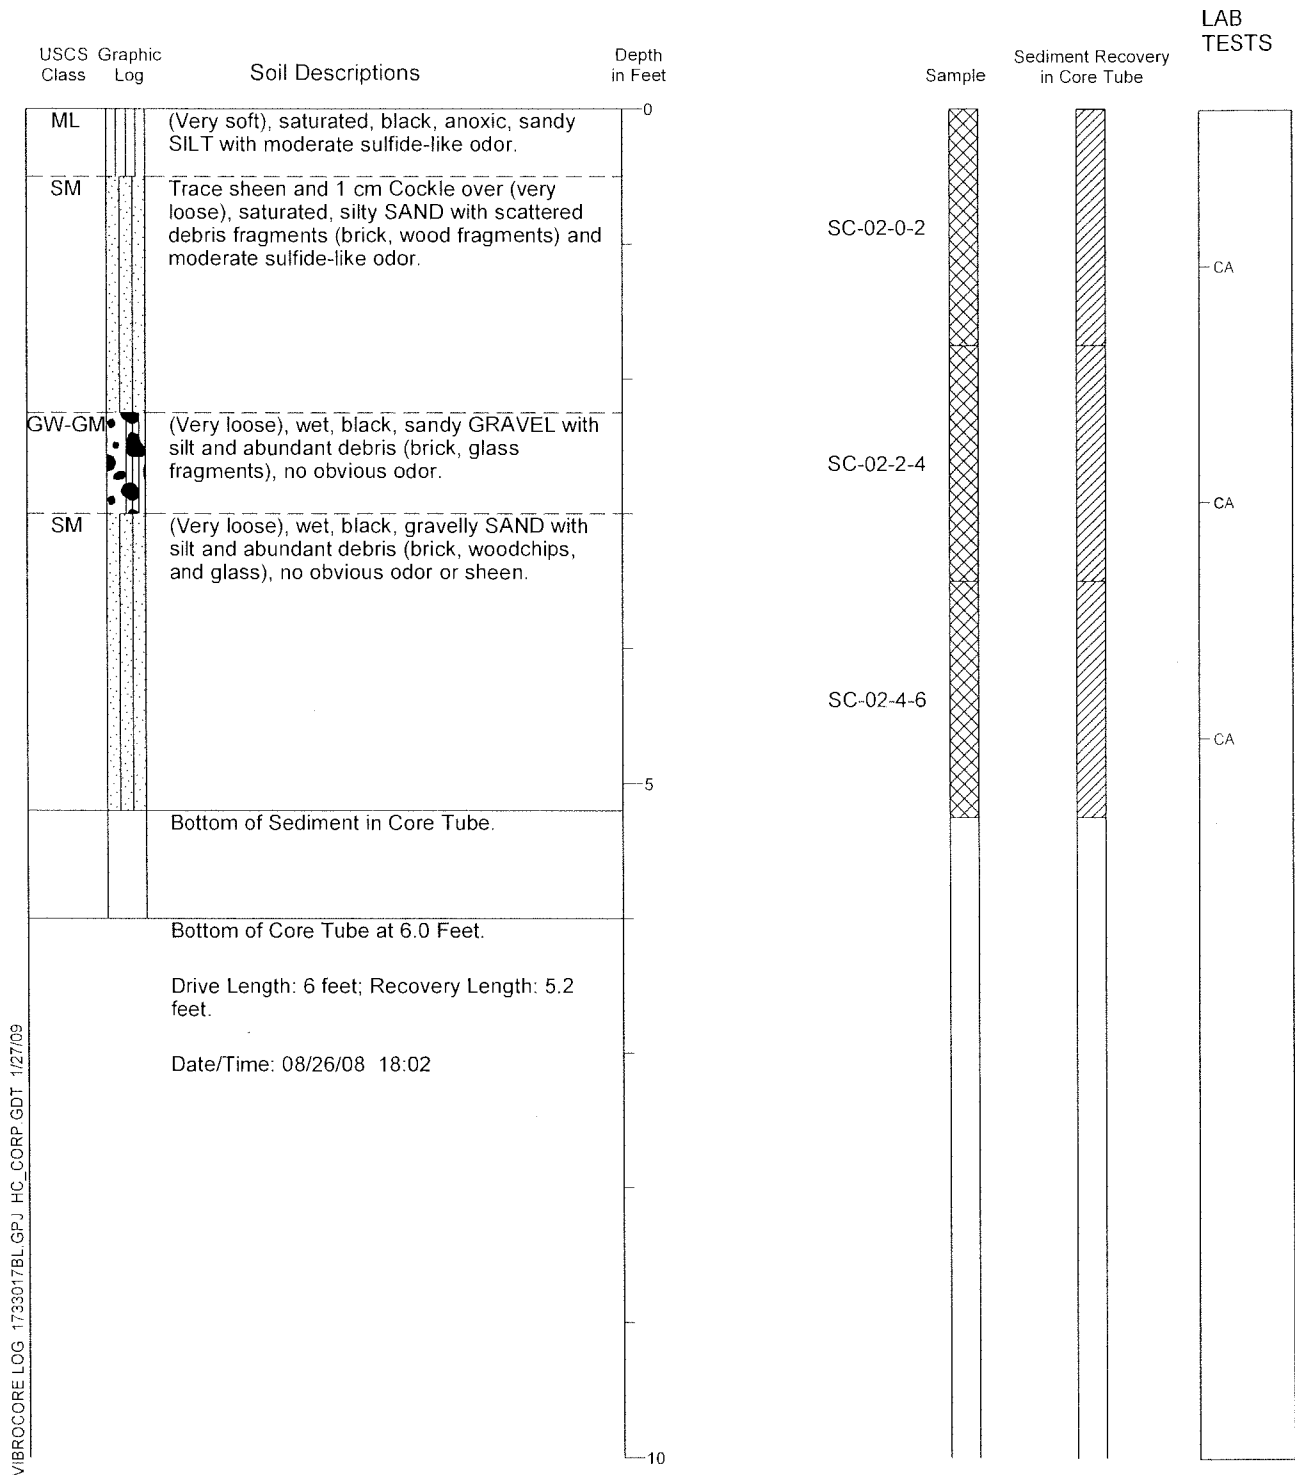 LAB
TESTS
USCS Graphic
Class Log
Soil Descriptions
Depth
in Feet
Sample
Sediment Recovery
in Core Tube
0
ML
(Very soft), saturated, black, anoxic, sandy
SILT with moderate sulfide-like odor.
SM
Trace sheen and 1 cm Cockle over (very
loose), saturated, silty SAND with scattered
debris fragments (brick, wood fragments) and
moderate sulfide-like odor.
SC-02-0-2
CA
GW-GM
(Very loose), wet, black, sandy GRAVEL with
silt and abundant debris (brick, glass
fragments), no obvious odor.
SC-02-2-4
CA
SM
(Very loose), wet, black, gravelly SAND with
silt and abundant debris (brick, woodchips,
and glass), no obvious odor or sheen.
SC-02-4-6
CA
5
Bottom of Sediment in Core Tube.
Bottom of Core Tube at 6.0 Feet.
Drive Length: 6 feet; Recovery Length: 5.2
feet.
Date/Time: 08/26/08 18:02
10
VIBROCORE LOG 1733017BL.GPJ HC_CORP.GDT 1/27/09